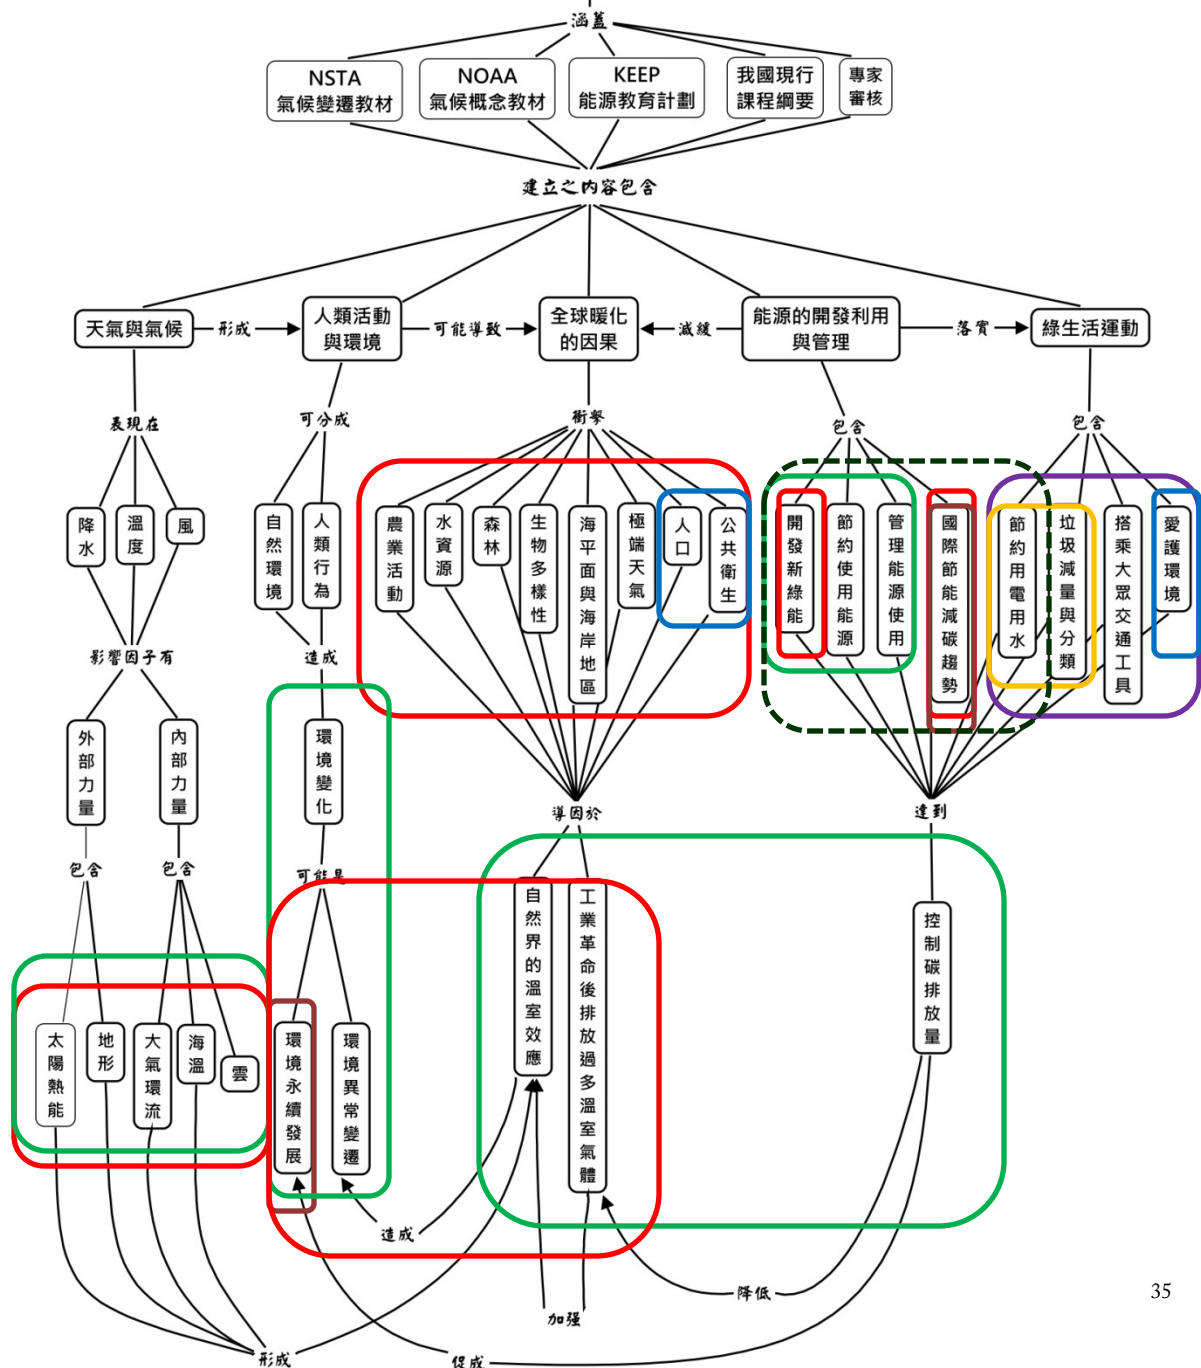 涵蓋
NSTA
氣候變遷教材
NOAA
氣候概念教材
KEEP
能源教育計劃
我國現行
課程綱要
專家
審核
建立之內容包含
天氣與氣候
形成
人類活動
與環境
可能導致
全球暖化
的因果
減緩
能源的開發利用
與管理
落實
綠生活運動
表現在
可分成
衝擊
包含
包含
降水
溫度
風
自然環境
人類行為
農業活動
水資源
森林
生物多樣性
海平面與海岸地區
極端天氣
人口
公共衛生
開發新綠能
節約使用能源
管理能源使用
國際節能減碳趨勢
節約用電用水
垃圾減量與分類
搭乘大眾交通工具
愛護環境
影響因子有
造成
外部力量
內部力量
環境變化
導因於
達到
包含
包含
可能是
自然界的溫室效應
工業革命後排放過多溫室氣體
控制碳排放量
太陽熱能
地形
大氣環流
海溫
雲
環境永續發展
環境異常變遷
造成
降低
加強
形成
促成
35